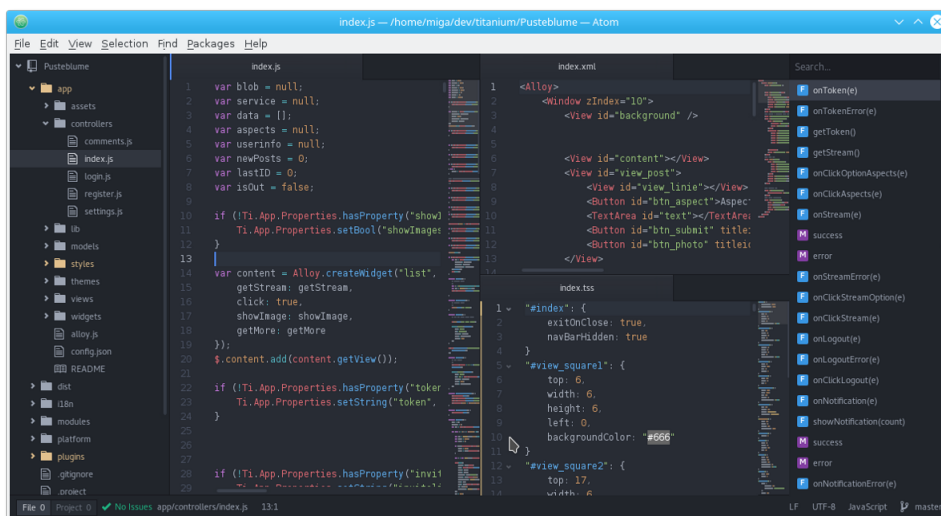 index.js — /home/miga/dev/titanium/Pusteblume — Atom
File Edit View Selection Find Packages Help
Pusteblume
app
assets
controllers
comments.js
index.js
login.js
register.js
settings.js
lib
models
styles
themes
views
widgets
alloy.js
config.json
README
dist
i18n
modules
platform
plugins
.gitignore
.project
index.js
1 var blob = null;
2 var service = null;
3 var data = [];
4 var aspects = null;
5 var userinfo = null;
6 var newPosts = 0;
7 var lastID = 0;
8 var isOut = false;
9
10 if (!Ti.App.Properties.hasProperty("showI
11 Ti.App.Properties.setBool("showImages
12 }
13
14 var content = Alloy.createWidget("list",
15 getStream: getStream,
16 click: true,
17 showImage: showImage,
18 getMore: getMore
19 });
20 $.content.add(content.getView());
21
22 if (!Ti.App.Properties.hasProperty("token
23 Ti.App.Properties.setString("token",
24 }
25
26
27
28 if (!Ti.App.Properties.hasProperty("invit
29
index.xml
1 <Alloy>
2 <Window zIndex="10">
3 <View id="background" />
4
5
6 <View id="content"></View>
7 <View id="view_post">
8 <View id="view_linie"></View>
9 <Button id="btn_aspect">Aspec
10 <TextArea id="text"></TextArea
11 <Button id="btn_submit" title
12 <Button id="btn_photo" titleid
13 </View>
14
index.tss
1 "#index": {
2 exitOnClose: true,
3 navBarHidden: true
4 }
5 "#view_square1": {
6 top: 6,
7 width: 6,
8 height: 6,
9 left: 0,
10 backgroundColor: "#666"
11 }
12 "#view_square2": {
13 top: 17,
14 width: 6,
Search...
F onToken(e)
F onTokenError(e)
F getToken()
F getStream()
F onClickOptionAspects(e)
F onClickAspects(e)
F onStream(e)
M success
M error
F onStreamError(e)
F onClickStreamOption(e)
F onClickStream(e)
F onLogout(e)
F onLogoutError(e)
F onClickLogout(e)
F onNotification(e)
F showNotification(count)
M success
M error
F onNotificationError(e)
File 0 Project 0 No Issues app/controllers/index.js 13:1 LF UTF-8 JavaScript master